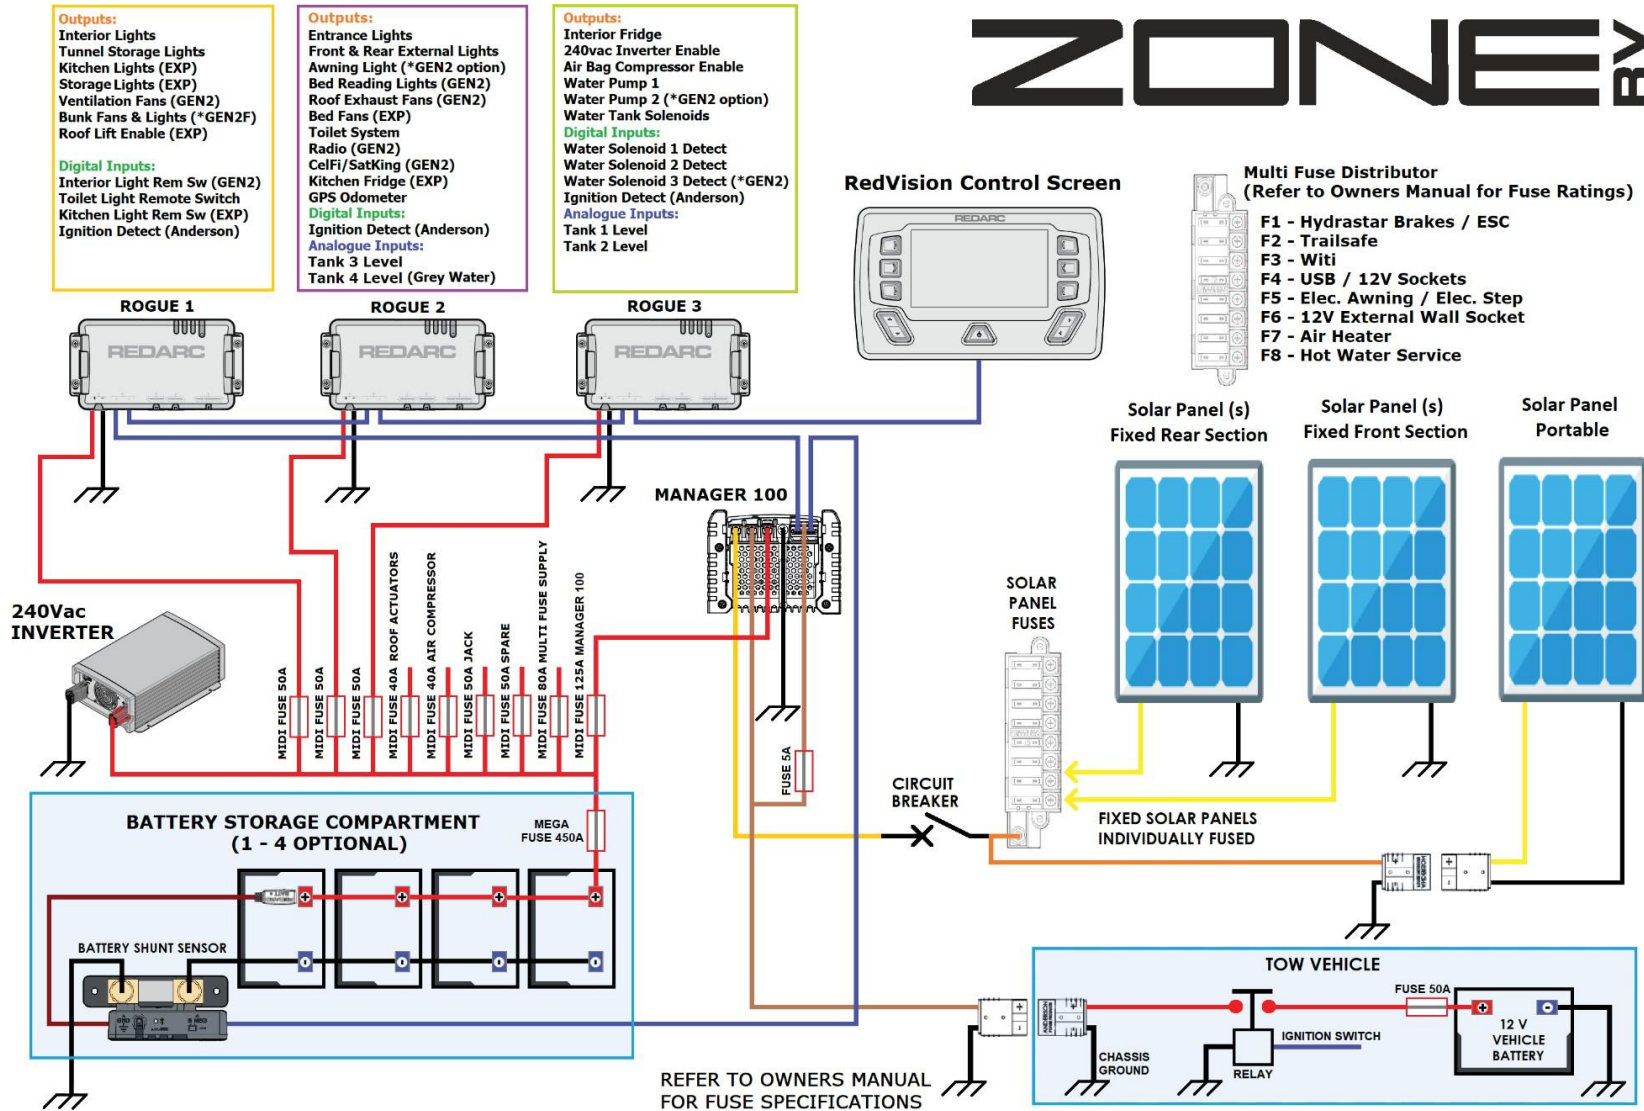 Outputs:
Interior Lights
Tunnel Storage Lights
Kitchen Lights (EXP)
Storage Lights (EXP)
Ventilation Fans (GEN2)
Bunk Fans & Lights (*GEN2F)
Roof Lift Enable (EXP)
Digital Inputs:
Interior Light Rem Sw (GEN2)
Toilet Light Remote Switch
Kitchen Light Rem Sw (EXP)
Ignition Detect (Anderson)
Outputs:
Entrance Lights
Front & Rear External Lights
Awning Light (*GEN2 option)
Bed Reading Lights (GEN2)
Roof Exhaust Fans (GEN2)
Bed Fans (EXP)
Toilet System
Radio (GEN2)
CelFi/SatKing (GEN2)
Kitchen Fridge (EXP)
GPS Odometer
Digital Inputs:
Ignition Detect (Anderson)
Analogue Inputs:
Tank 3 Level
Tank 4 Level (Grey Water)
Outputs:
Interior Fridge
240vac Inverter Enable
Air Bag Compressor Enable
Water Pump 1
Water Pump 2 (*GEN2 option)
Water Tank Solenoids
Digital Inputs:
Water Solenoid 1 Detect
Water Solenoid 2 Detect
Water Solenoid 3 Detect (*GEN2)
Ignition Detect (Anderson)
Analogue Inputs:
Tank 1 Level
Tank 2 Level
ZONE RV
RedVision Control Screen
REDARC
Multi Fuse Distributor
(Refer to Owners Manual for Fuse Ratings)
F1 - Hydrastar Brakes / ESC
F2 - Trailsafe
F3 - Witi
F4 - USB / 12V Sockets
F5 - Elec. Awning / Elec. Step
F6 - 12V External Wall Socket
F7 - Air Heater
F8 - Hot Water Service
ROGUE 1
REDARC
ROGUE 2
REDARC
ROGUE 3
REDARC
Solar Panel (s)
Fixed Rear Section
Solar Panel (s)
Fixed Front Section
Solar Panel
Portable
MANAGER 100
SOLAR
PANEL
FUSES
240Vac
INVERTER
MIDI FUSE 50A
MIDI FUSE 50A
MIDI FUSE 50A
MIDI FUSE 40A ROOF ACTUATORS
MIDI FUSE 40A AIR COMPRESSOR
MIDI FUSE 50A JACK
MIDI FUSE 50A SPARE
MIDI FUSE 80A MULTI FUSE SUPPLY
MIDI FUSE 125A MANAGER 100
FUSE 5A
CIRCUIT
BREAKER
FIXED SOLAR PANELS
INDIVIDUALLY FUSED
BATTERY STORAGE COMPARTMENT
(1 - 4 OPTIONAL)
MEGA
FUSE 450A
BATTERY SHUNT SENSOR
TOW VEHICLE
FUSE 50A
12 V
VEHICLE
BATTERY
IGNITION SWITCH
RELAY
CHASSIS
GROUND
REFER TO OWNERS MANUAL
FOR FUSE SPECIFICATIONS